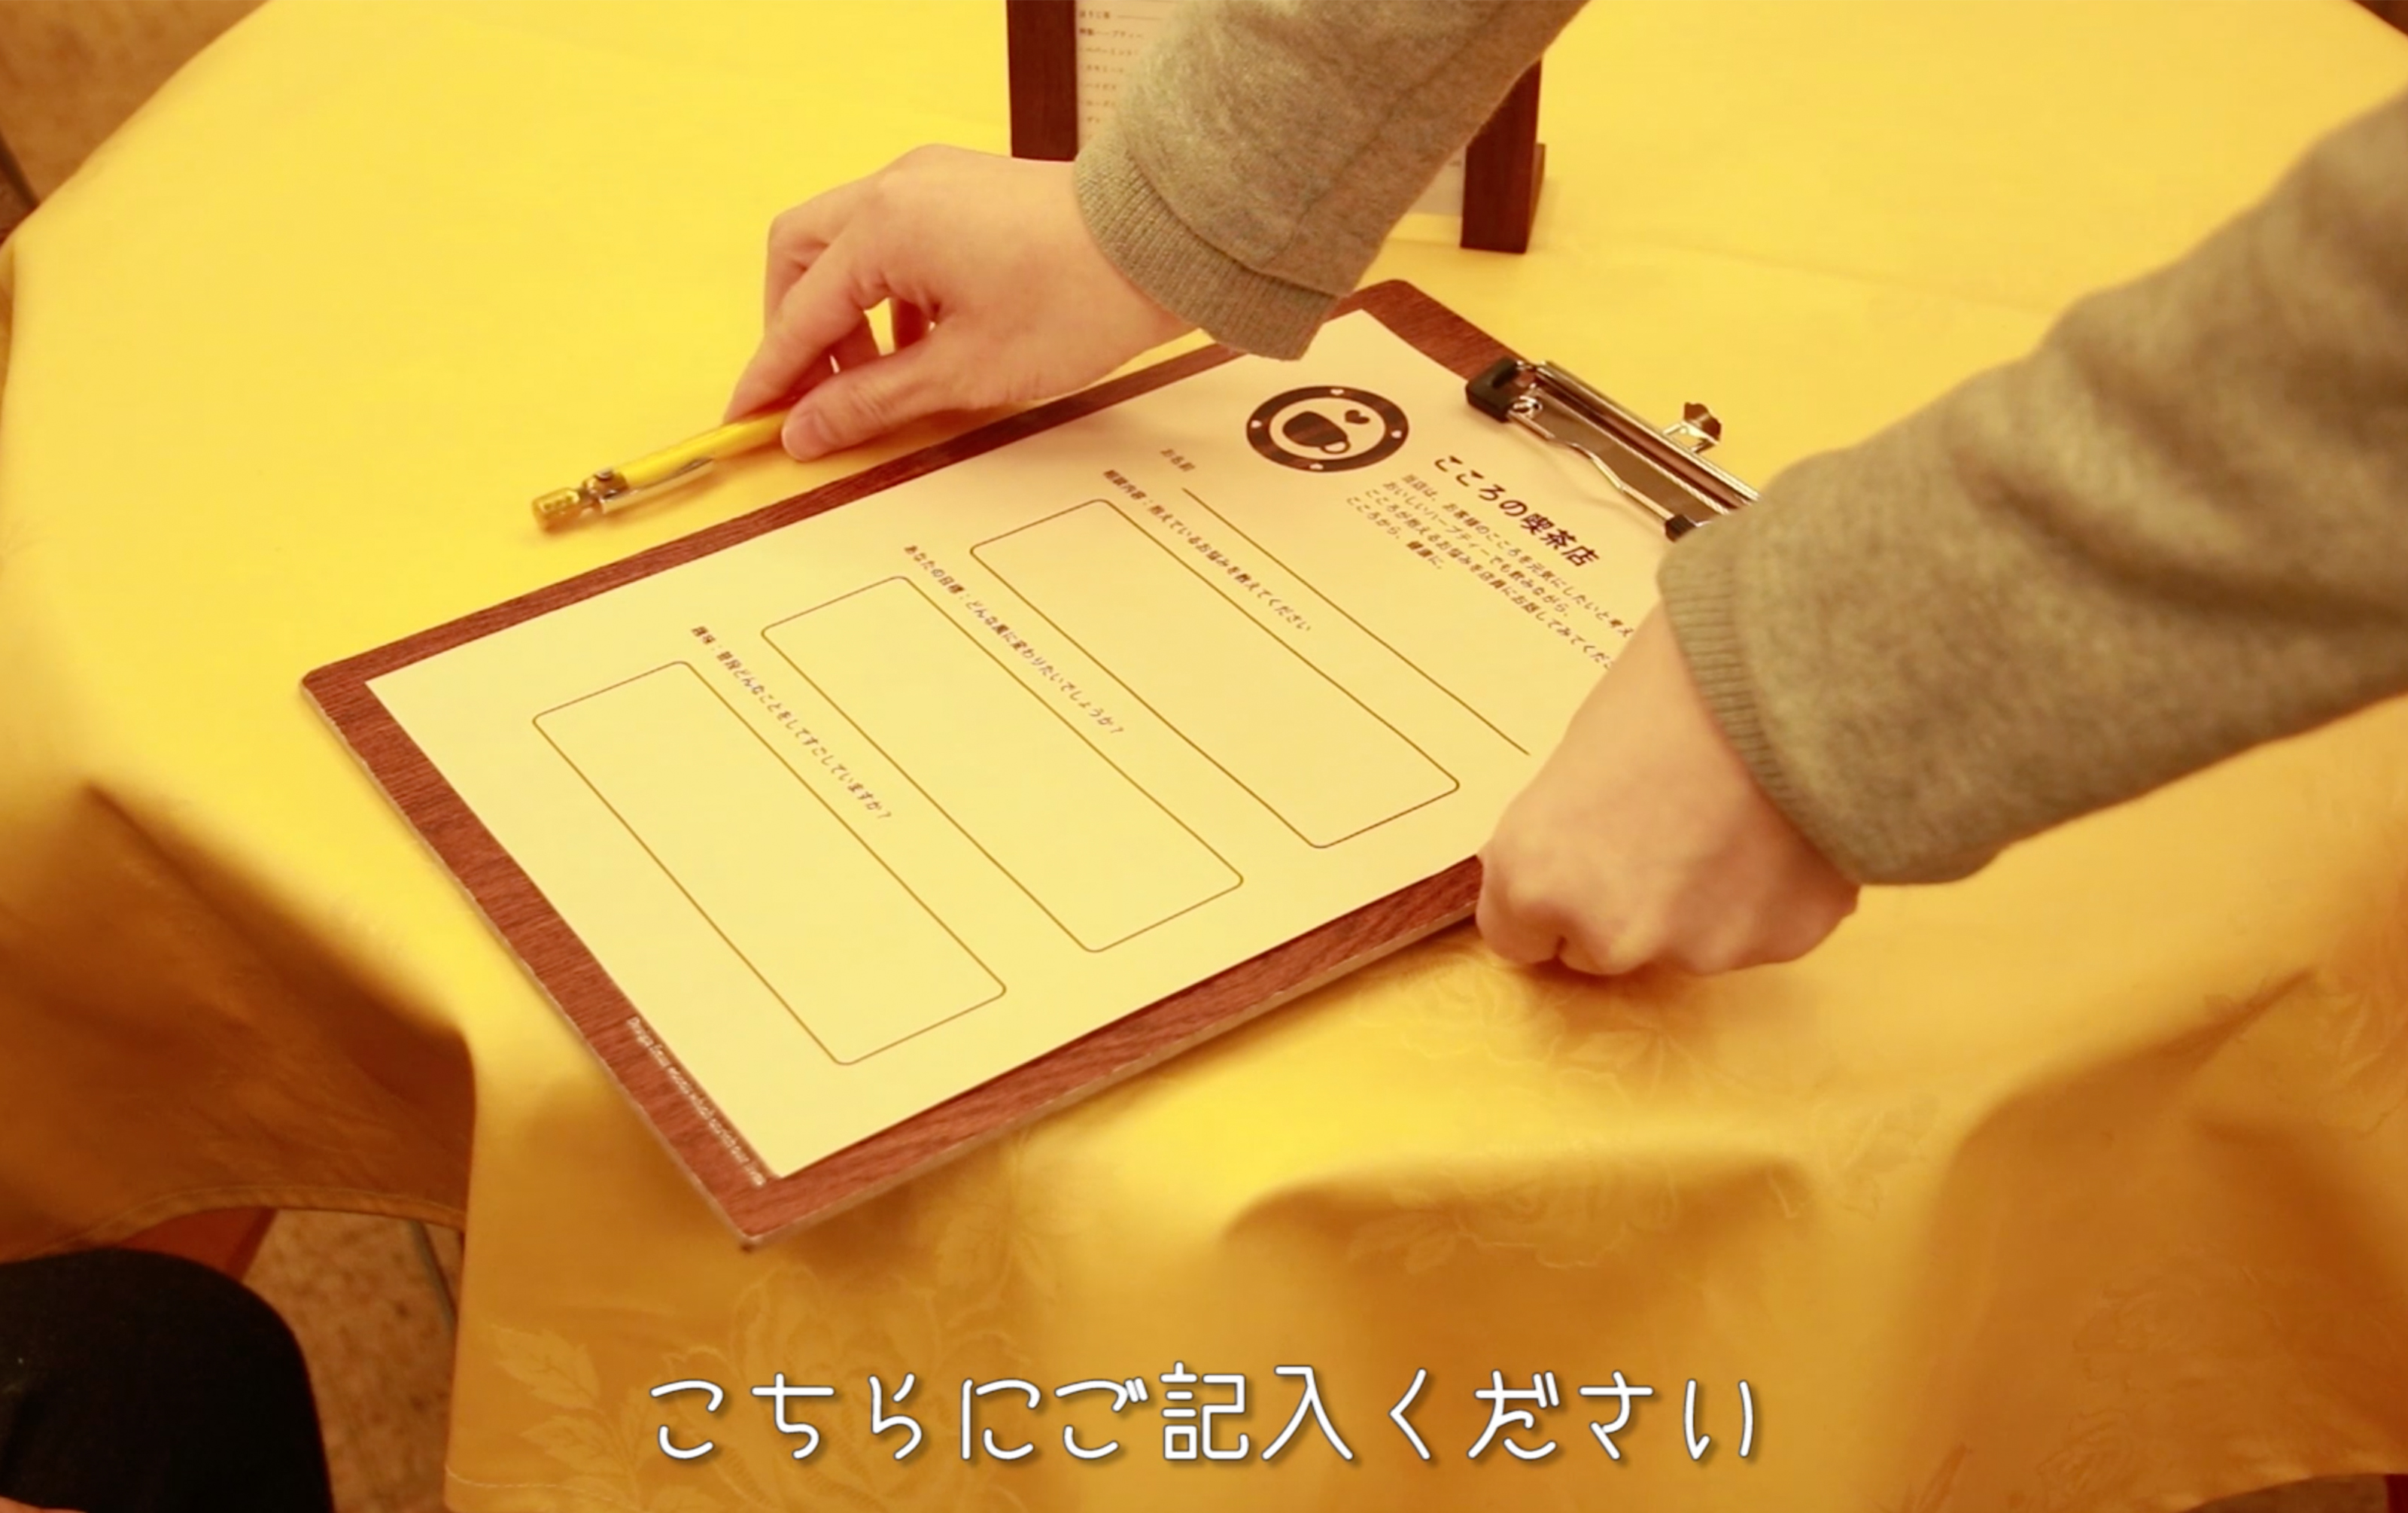 こころの喫茶店
当店は、お客様のこころを元気にしたいと考え
おいしいハーブティーでも飲みながら、
こころが抱えるお悩みを店員にお話してみてくださ
こころから、健康に。
お名前
相談内容：抱えているお悩みを教えてください
あなたの目標：どんな風に変わりたいでしょうか？
趣味：普段どんなことをしてすごしていますか？
こちらにご記入ください